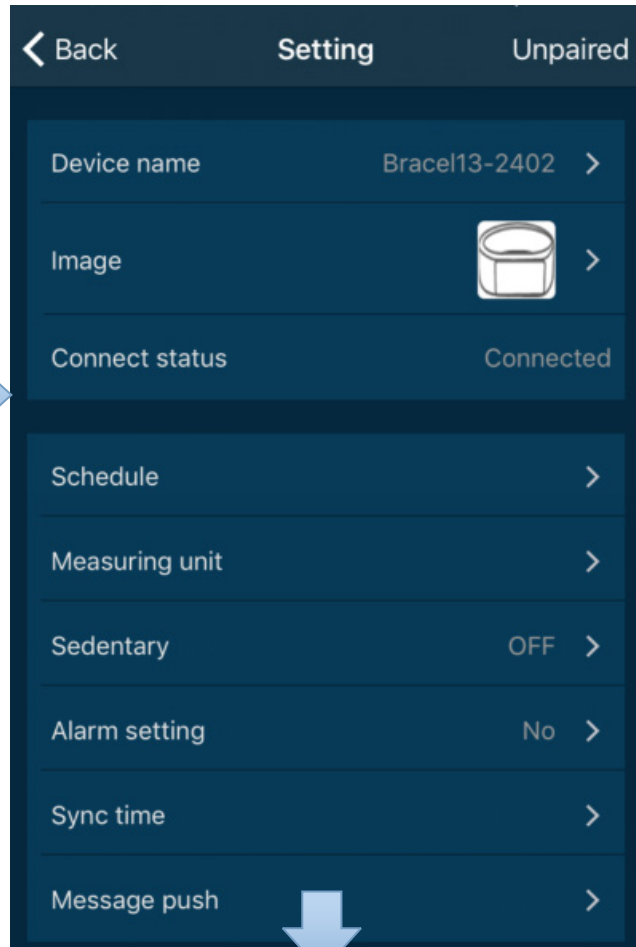 Back Setting Unpaired
Device name Bracel13-2402
Image
Connect status Connected
Schedule
Measuring unit
Sedentary OFF
Alarm setting No
Sync time
Message push